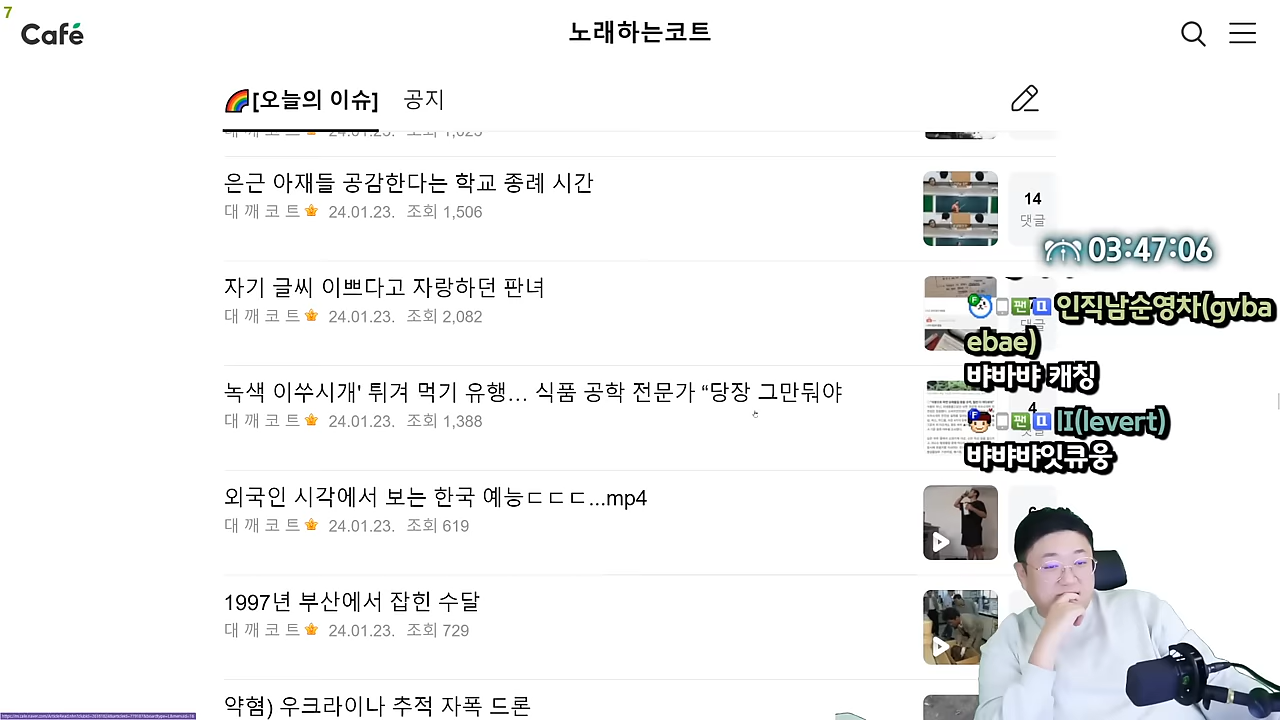 7
Café
노래하는코트
🌈[오늘의 이슈]
공지
은근 아재들 공감한다는 학교 종례 시간
대 깨 코 트 24.01.23. 조회 1,506
14
댓글
03:47:06
자기 글씨 이쁘다고 자랑하던 판녀
대 깨 코 트 24.01.23. 조회 2,082
F 팬 인직남순영차(gvba
ebae)
뱌바뱌 캐칭
녹색 이쑤시개 튀겨 먹기 유행… 식품 공학 전문가 “당장 그만둬야
대 깨 코 트 24.01.23. 조회 1,388
4
F 팬 lI(levert)
뱌뱌뱌잇큐웅
외국인 시각에서 보는 한국 예능ㄷㄷㄷ...mp4
대 깨 코 트 24.01.23. 조회 619
1997년 부산에서 잡힌 수달
대 깨 코 트 24.01.23. 조회 729
약혐) 우크라이나 추적 자폭 드론